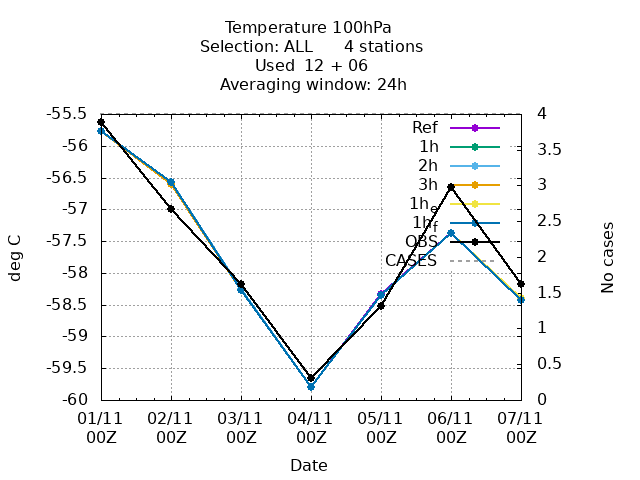 Temperature 100hPa
Selection: ALL 4 stations
Used 12 + 06
Averaging window: 24h
-55.5
-56
-56.5
-57
-57.5
-58
-58.5
-59
-59.5
-60
deg C
4
3.5
3
2.5
2
1.5
1
0.5
0
No cases
Ref
1h
2h
3h
1he
1hf
OBS
CASES
01/11 02/11 03/11 04/11 05/11 06/11 07/11
00Z 00Z 00Z 00Z 00Z 00Z 00Z
Date